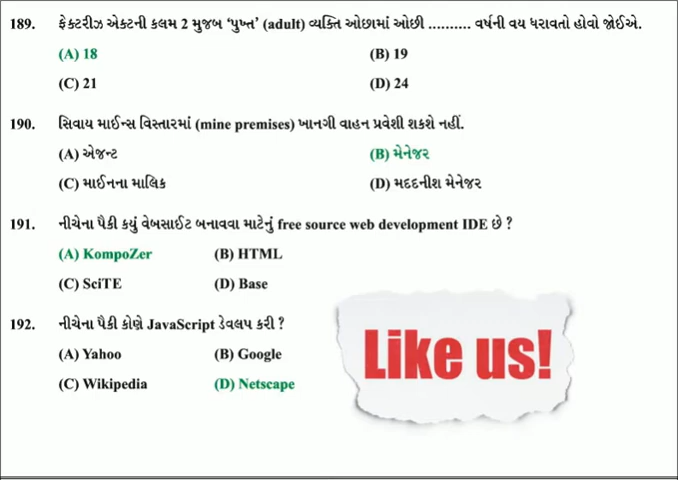 189. ફેક્ટરીઝ એક્ટની કલમ 2 મુજબ ‘પુખ્ત’ (adult) વ્યક્તિ ઓછામાં ઓછી .......... વર્ષની વય ધરાવતો હોવો જોઈએ.
(A) 18 (B) 19
(C) 21 (D) 24
190. સિવાય માઈન્સ વિસ્તારમાં (mine premises) ખાનગી વાહન પ્રવેશી શકશે નહીં.
(A) એજન્ટ (B) મેનેજર
(C) માઈનના માલિક (D) મદદનીશ મેનેજર
191. નીચેના પૈકી કયું વેબસાઈટ બનાવવા માટેનું free source web development IDE છે ?
(A) KompoZer (B) HTML
(C) SciTE (D) Base
192. નીચેના પૈકી કોણે JavaScript ડેવલપ કરી ?
(A) Yahoo (B) Google
(C) Wikipedia (D) Netscape
Like us!